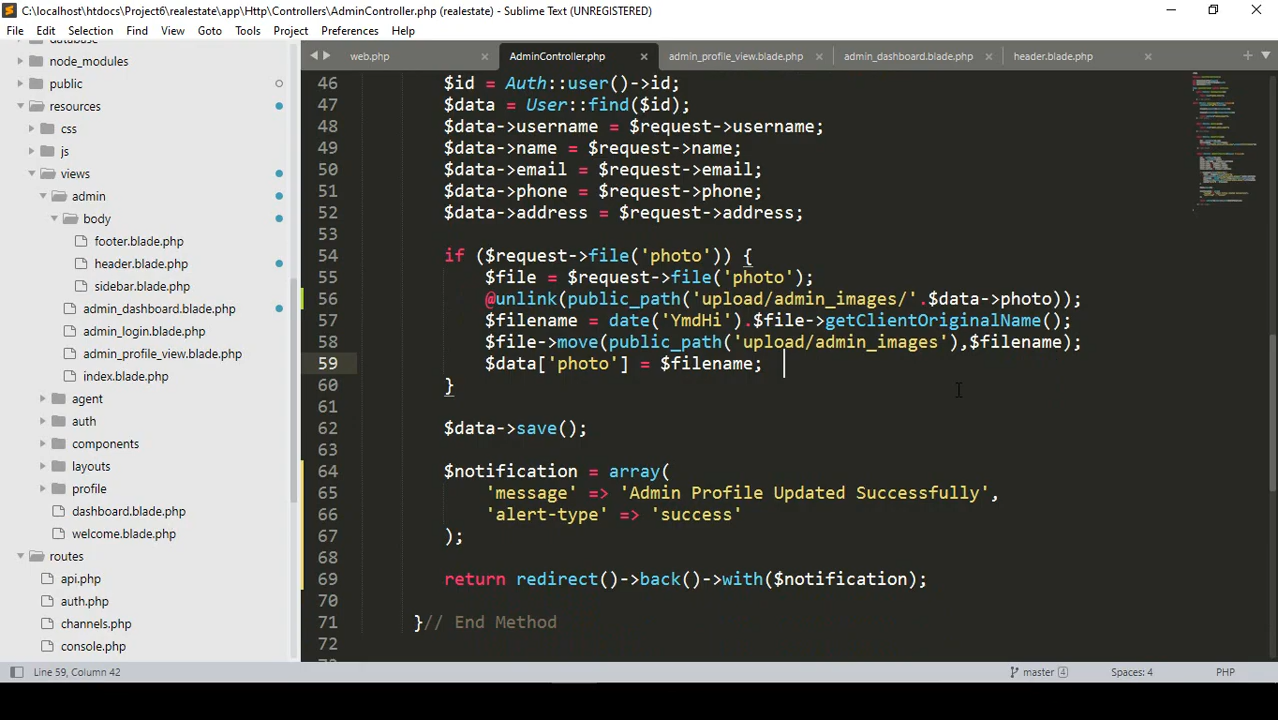 C:\localhost\htdocs\Project6\realestate\app\Http\Controllers\AdminController.php (realestate) - Sublime Text (UNREGISTERED)
File Edit Selection Find View Goto Tools Project Preferences Help
web.php AdminController.php admin_profile_view.blade.php admin_dashboard.blade.php header.blade.php
node_modules
public
resources
css
js
views
admin
body
footer.blade.php
header.blade.php
sidebar.blade.php
admin_dashboard.blade.php
admin_login.blade.php
admin_profile_view.blade.php
index.blade.php
agent
auth
components
layouts
profile
dashboard.blade.php
welcome.blade.php
routes
api.php
auth.php
channels.php
console.php
46 $id = Auth::user()->id;
47 $data = User::find($id);
48 $data->username = $request->username;
49 $data->name = $request->name;
50 $data->email = $request->email;
51 $data->phone = $request->phone;
52 $data->address = $request->address;
53
54 if ($request->file('photo')) {
55 $file = $request->file('photo');
56 @unlink(public_path('upload/admin_images/'.$data->photo));
57 $filename = date('YmdHi').$file->getClientOriginalName();
58 $file->move(public_path('upload/admin_images'),$filename);
59 $data['photo'] = $filename;
60 }
61
62 $data->save();
63
64 $notification = array(
65 'message' => 'Admin Profile Updated Successfully',
66 'alert-type' => 'success'
67 );
68
69 return redirect()->back()->with($notification);
70
71 }// End Method
72
Line 59, Column 42 master 4 Spaces: 4 PHP